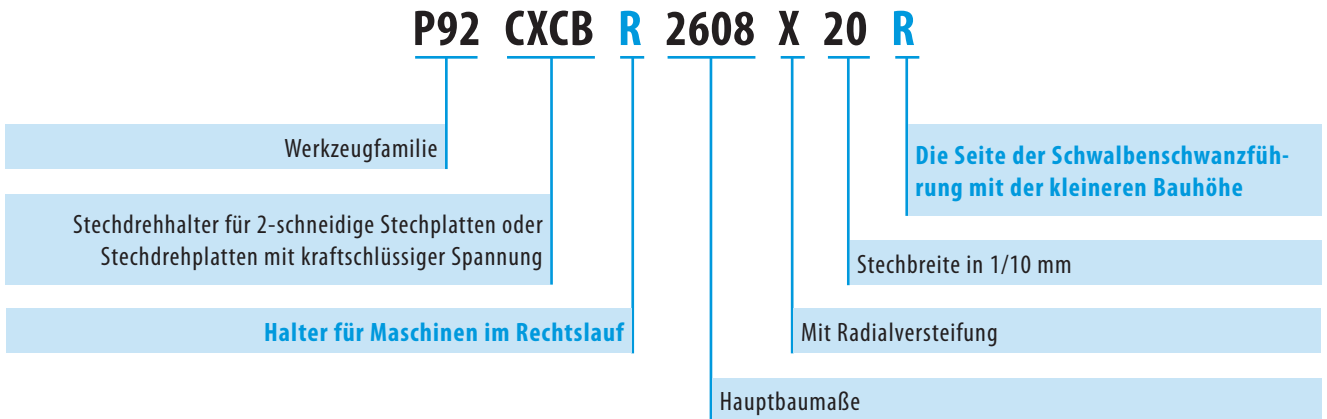 P92 CXCB R 2608 X 20 R
Werkzeugfamilie
Die Seite der Schwalbenschwanzfüh-
rung mit der kleineren Bauhöhe
Stechdrehhalter für 2-schneidige Stechplatten oder
Stechdrehplatten mit kraftschlüssiger Spannung
Stechbreite in 1/10 mm
Halter für Maschinen im Rechtslauf
Mit Radialversteifung
Hauptbaumaße